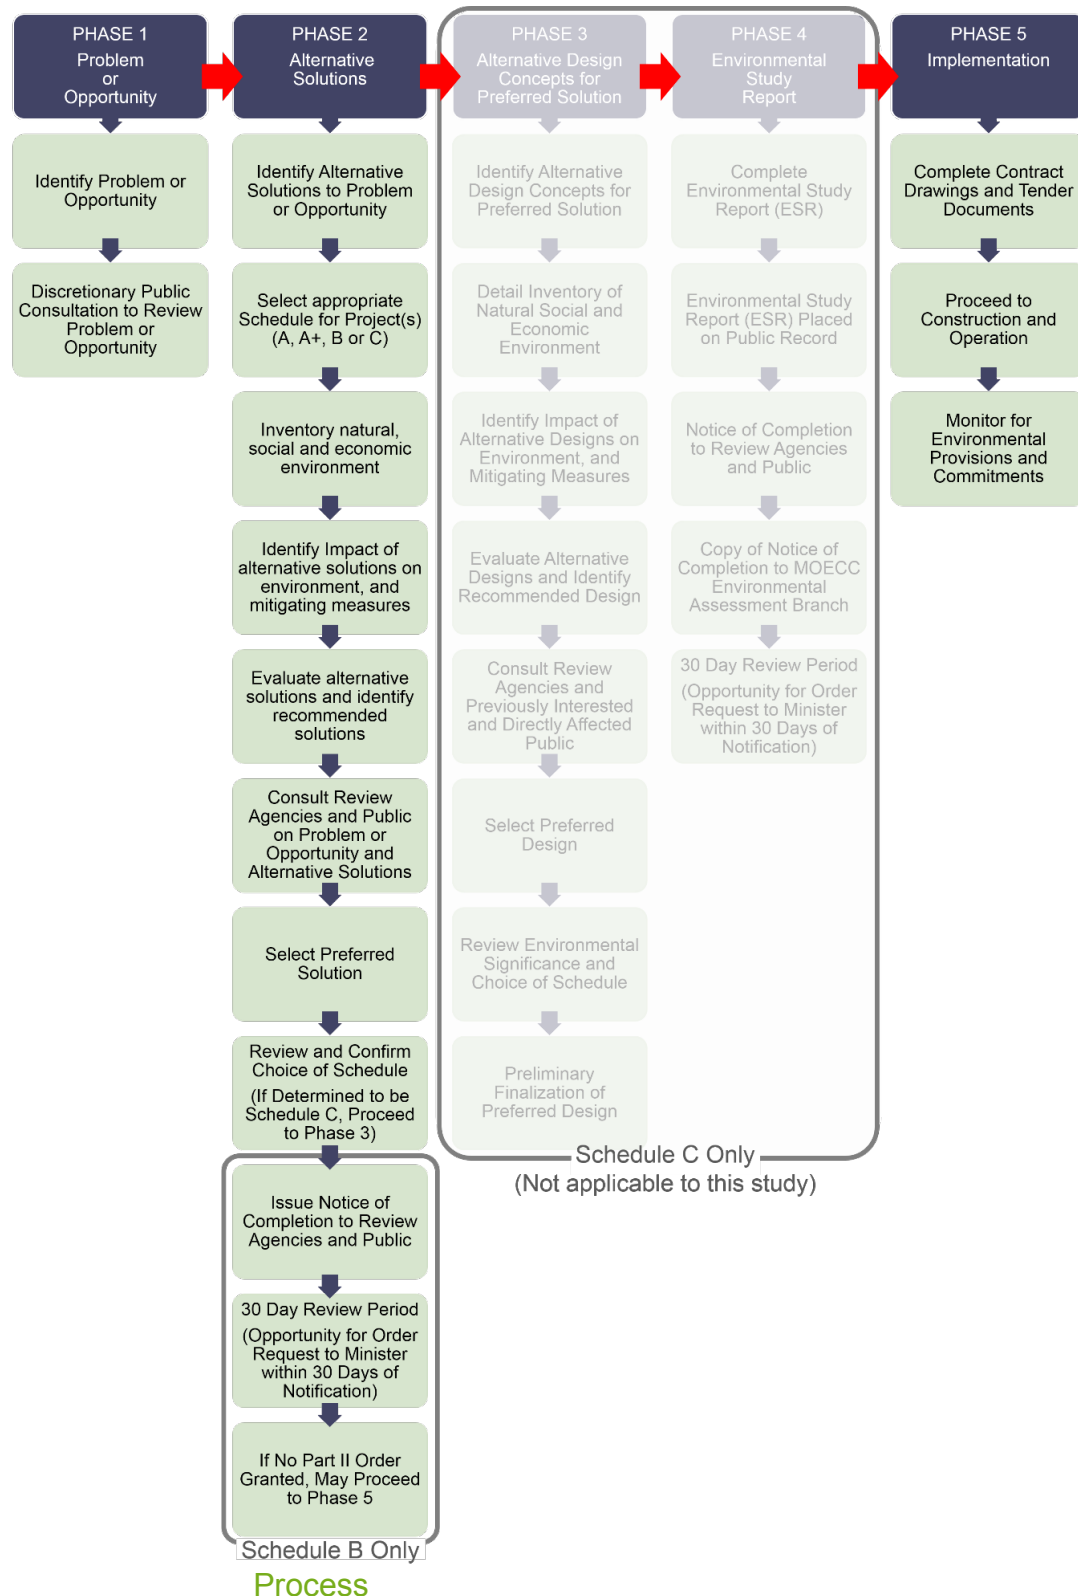 PHASE 1
Problem
or
Opportunity
Identify Problem or
Opportunity
Discretionary Public
Consultation to Review
Problem or
Opportunity
PHASE 2
Alternative
Solutions
Identify Alternative
Solutions to Problem
or Opportunity
Select appropriate
Schedule for Project(s)
(A, A+, B or C)
Inventory natural,
social and economic
environment
Identify Impact of
alternative solutions on
environment, and
mitigating measures
Evaluate alternative
solutions and identify
recommended
solutions
Consult Review
Agencies and Public
on Problem or
Opportunity and
Alternative Solutions
Select Preferred
Solution
Review and Confirm
Choice of Schedule
(If Determined to be
Schedule C, Proceed
to Phase 3)
Issue Notice of
Completion to Review
Agencies and Public
30 Day Review Period
(Opportunity for Order
Request to Minister
within 30 Days of
Notification)
If No Part II Order
Granted, May Proceed
to Phase 5
Schedule B Only
Process
PHASE 3
Alternative Design
Concepts for
Preferred Solution
Identify Alternative
Design Concepts for
Preferred Solution
Detail Inventory of
Natural Social and
Economic
Environment
Identify Impact of
Alternative Designs on
Environment, and
Mitigating Measures
Evaluate Alternative
Designs and Identify
Recommended Design
Consult Review
Agencies and
Previously Interested
and Directly Affected
Public
Select Preferred
Design
Review Environmental
Significance and
Choice of Schedule
Preliminary
Finalization of
Preferred Design
PHASE 4
Environmental
Study
Report
Complete
Environmental Study
Report (ESR)
Environmental Study
Report (ESR) Placed
on Public Record
Notice of Completion
to Review Agencies
and Public
Copy of Notice of
Completion to MOECC
Environmental
Assessment Branch
30 Day Review Period
(Opportunity for Order
Request to Minister
within 30 Days of
Notification)
Schedule C Only
(Not applicable to this study)
PHASE 5
Implementation
Complete Contract
Drawings and Tender
Documents
Proceed to
Construction and
Operation
Monitor for
Environmental
Provisions and
Commitments